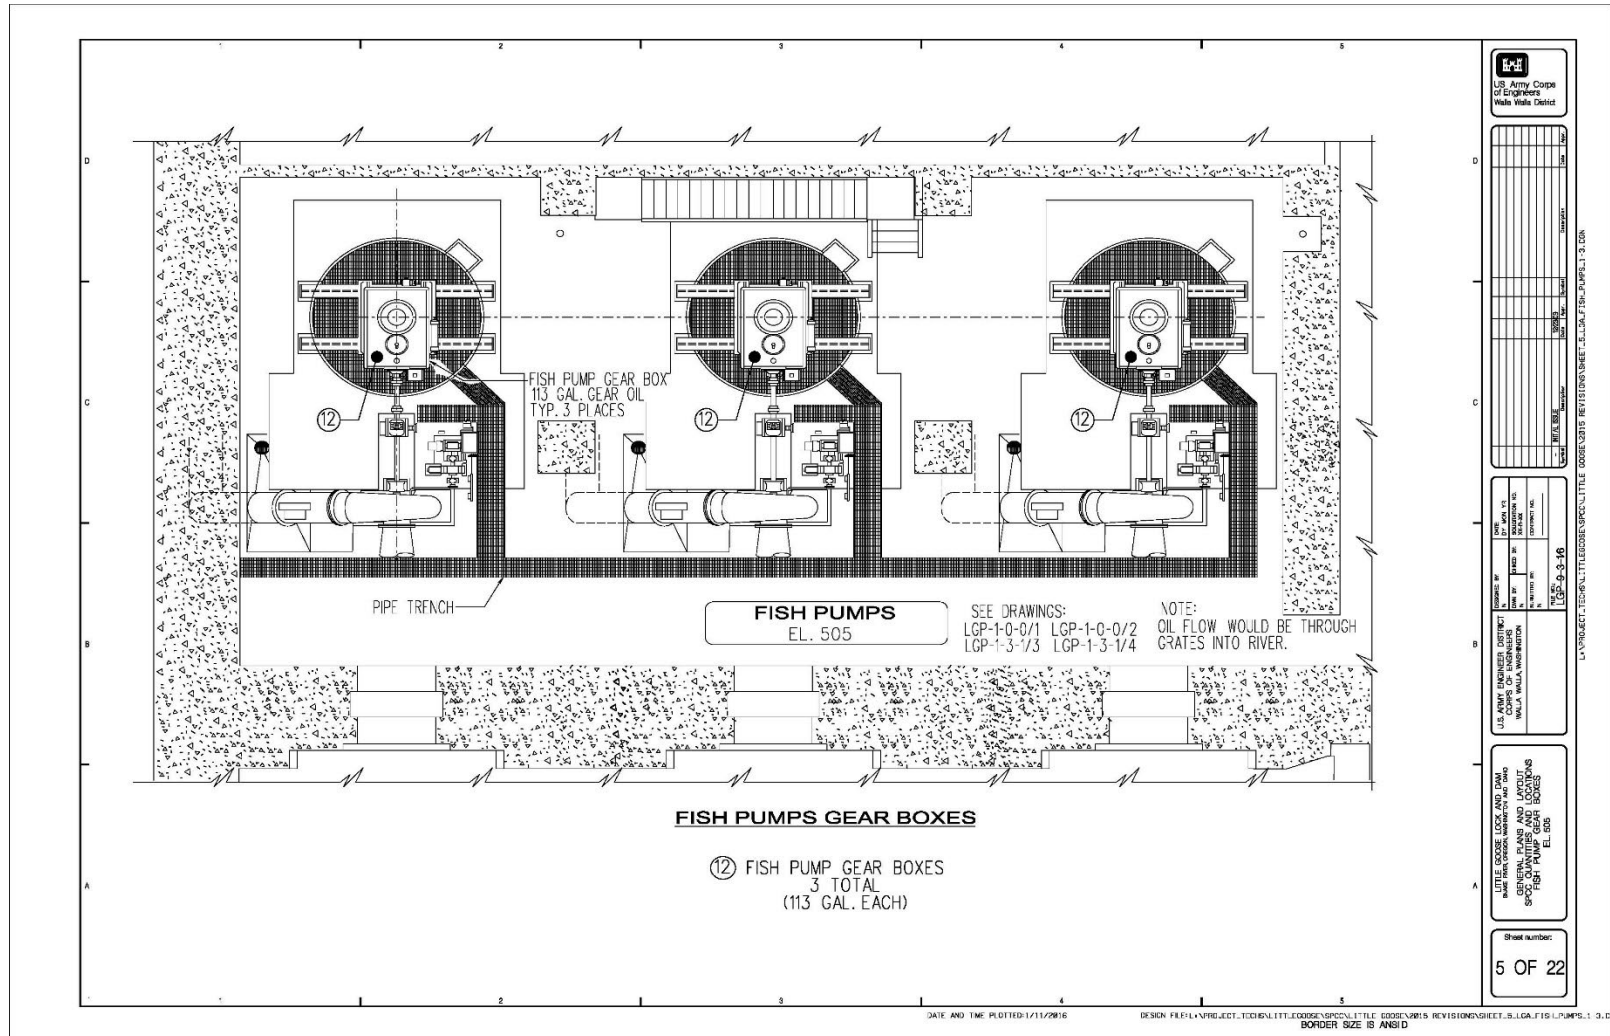 1 2 3 4 5
D
D
C
C
B
B
A
A
1 2 3 4 5
FISH PUMP GEAR BOX
113 GAL. GEAR OIL
TYP. 3 PLACES
12
12
12
PIPE TRENCH
FISH PUMPS
EL. 505
SEE DRAWINGS:
LGP-1-0-0/1 LGP-1-0-0/2
LGP-1-3-1/3 LGP-1-3-1/4
NOTE:
OIL FLOW WOULD BE THROUGH
GRATES INTO RIVER.
FISH PUMPS GEAR BOXES
12 FISH PUMP GEAR BOXES
3 TOTAL
(113 GAL. EACH)
US Army Corps
of Engineers
Walla Walla District
INITIAL ISSUE
U.S. ARMY ENGINEER DISTRICT
CORPS OF ENGINEERS
WALLA WALLA, WASHINGTON
LGP-9-3-1/6
LITTLE GOOSE LOCK AND DAM
GENERAL PLANS AND LAYOUT
SPCC QUANTITIES AND LOCATIONS
FISH PUMP GEAR BOXES
EL. 505
Sheet number:
5 OF 22
DATE AND TIME PLOTTED:1/11/2016
BORDER SIZE IS ANSI D